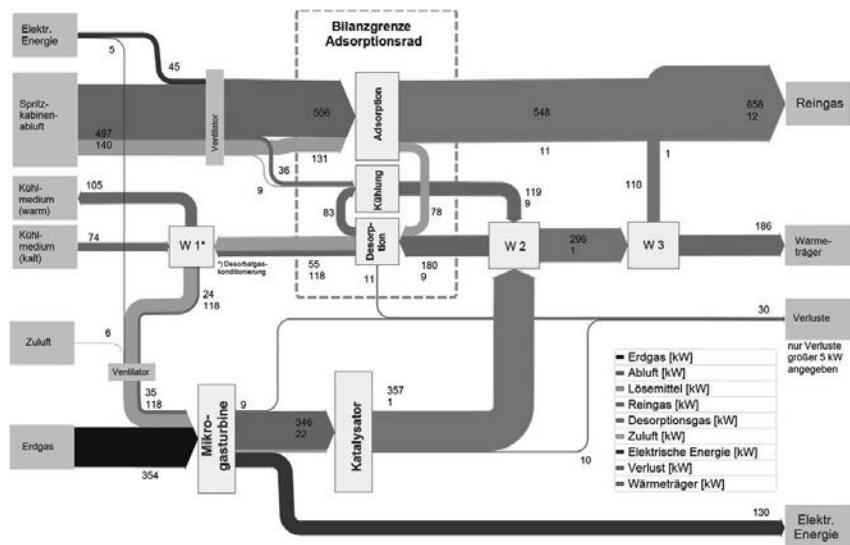 Bilanzgrenze
Adsorptionsrad
Elektr.
Energie
5
45
Spritz-
kabinen-
abluft
497
140
Ventilator
506
131
Adsorption
548
11
658
12
Reingas
1
36
9
Kühlung
83
78
119
9
110
Kühl-
medium
(warm)
105
Kühl-
medium
(kalt)
74
W 1*
*) Desorbatgas-
konditionierung
55
118
Desorp-
tion
11
180
9
W 2
296
1
W 3
186
Wärme-
träger
24
118
Zuluft
6
Ventilator
35
118
9
30
Verluste
nur Verluste
größer 5 kW
angegeben
Erdgas
354
Mikro-
gasturbine
346
22
Katalysator
357
1
10
Erdgas [kW]
Abluft [kW]
Lösemittel [kW]
Reingas [kW]
Desorptionsgas [kW]
Zuluft [kW]
Elektrische Energie [kW]
Verlust [kW]
Wärmeträger [kW]
130
Elektr.
Energie